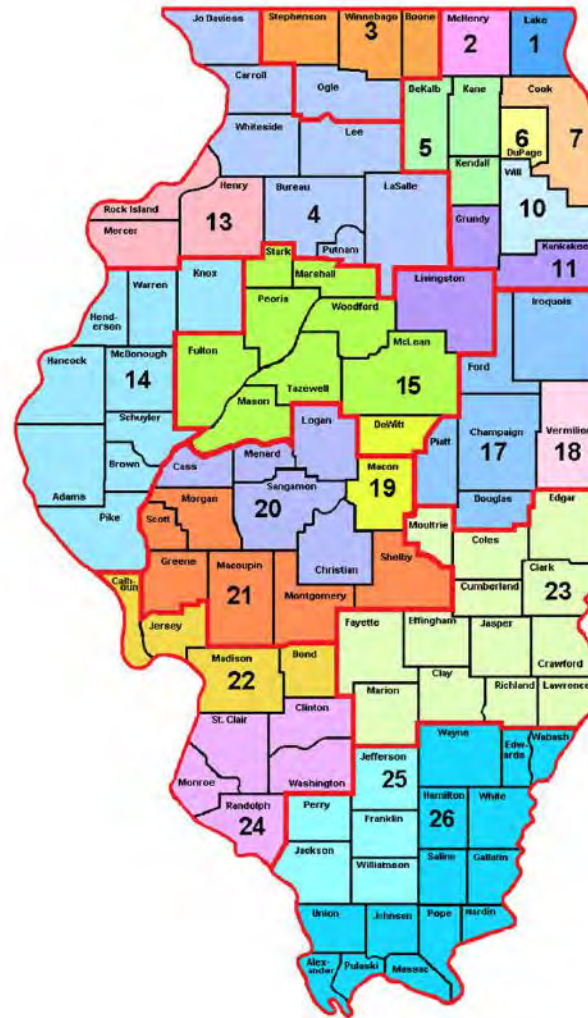 Jo Daviess
Stephenson
Winnebago
3
Boone
McHenry
2
Lake
1
Carroll
Ogle
DeKalb
5
Kane
Cook
7
6
DuPage
Whiteside
Lee
Kendall
Will
10
Rock Island
Henry
13
Bureau
4
LaSalle
Grundy
Mercer
Putnam
Kankakee
11
Stark
Marshall
Livingston
Knox
Warren
Peoris
Woodford
Iroquois
Hend-
erson
McLean
15
Hancock
McDonough
14
Fulton
Ford
Tazewell
Mason
Schuyler
Logan
DeWitt
Piatt
Champaign
17
Vermilion
18
Brown
Cass
Menard
Macon
19
Adams
Sangamon
20
Douglas
Edgar
Pike
Morgan
Scott
Moultrie
Coles
Greene
Macoupin
21
Christian
Shelby
Clark
23
Cumberland
Cal-
houn
Montgomery
Jersey
Fayette
Effingham
Jasper
Madison
22
Bond
Clay
Crawford
Richland
Lawrence
Clinton
Marion
St. Clair
Wayne
Edw-
ards
Wabash
Monroe
Washington
Jefferson
25
Randolph
24
Perry
Hamilton
26
White
Franklin
Jackson
Williamson
Saline
Gallatin
Union
Johnson
Pope
Hardin
Alex-
ander
Pulaski
Massac